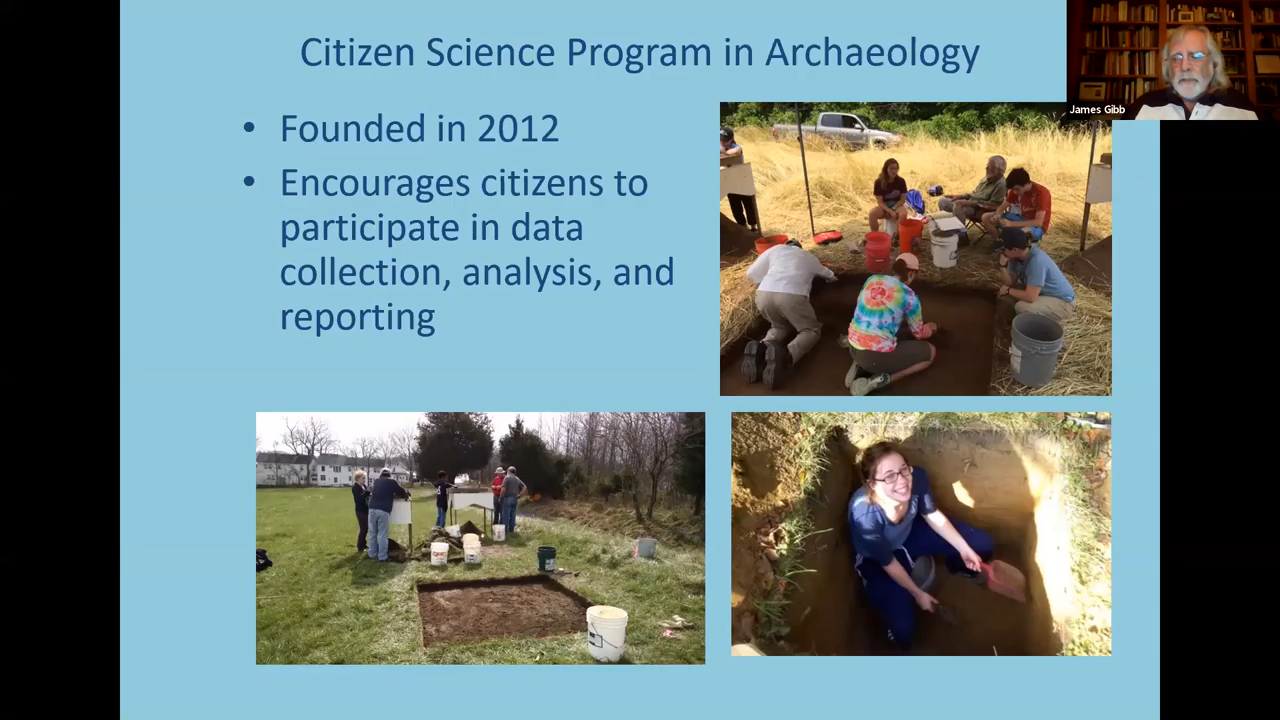 Citizen Science Program in Archaeology
James Gibb
• Founded in 2012
• Encourages citizens to
participate in data
collection, analysis, and
reporting